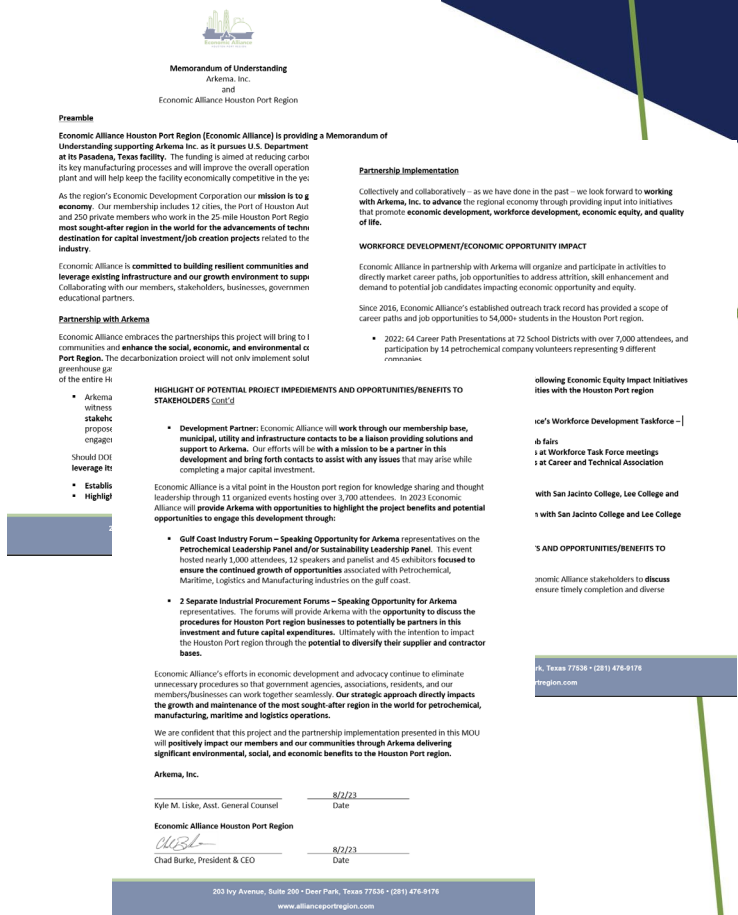 Economic Alliance
HOUSTON PORT REGION
Memorandum of Understanding
Arkema. Inc.
and
Economic Alliance Houston Port Region
Preamble
Economic Alliance Houston Port Region (Economic Alliance) is providing a Memorandum of
Understanding supporting Arkema Inc. as it pursues U.S. Department
at its Pasadena, Texas facility. The funding is aimed at reducing carbon
its key manufacturing processes and will improve the overall operation
plant and will help keep the facility economically competitive in the yea
As the region's Economic Development Corporation our mission is to g
economy. Our membership includes 12 cities, the Port of Houston Aut
and 250 private members who work in the 25-mile Houston Port Regio
most sought-after region in the world for the advancements of techno
destination for capital investment/job creation projects related to the
industry.
Economic Alliance is committed to building resilient communities and
leverage existing infrastructure and our growth environment to suppo
Collaborating with our members, stakeholders, businesses, governmen
educational partners.
Partnership with Arkema
Economic Alliance embraces the partnerships this project will bring to l
communities and enhance the social, economic, and environmental co
Port Region. The decarbonization project will not only implement solut
greenhouse gas
of the entire Ho
▪ Arkema
witness
stakeho
propose
engager
Should DOE
leverage its
▪ Establis
▪ Highligh
2
Partnership Implementation
Collectively and collaboratively – as we have done in the past – we look forward to working
with Arkema, Inc. to advance the regional economy through providing input into initiatives
that promote economic development, workforce development, economic equity, and quality
of life.
WORKFORCE DEVELOPMENT/ECONOMIC OPPORTUNITY IMPACT
Economic Alliance in partnership with Arkema will organize and participate in activities to
directly market career paths, job opportunities to address attrition, skill enhancement and
demand to potential job candidates impacting economic opportunity and equity.
Since 2016, Economic Alliance's established outreach track record has provided a scope of
career paths and job opportunities to 54,000+ students in the Houston Port region.
▪ 2022: 64 Career Path Presentations at 72 School Districts with over 7,000 attendees, and
participation by 14 petrochemical company volunteers representing 9 different
companies
ollowing Economic Equity Impact Initiatives
ities with the Houston Port region
ce's Workforce Development Taskforce –
ob fairs
s at Workforce Task Force meetings
s at Career and Technical Association
with San Jacinto College, Lee College and
n with San Jacinto College and Lee College
'S AND OPPORTUNITIES/BENEFITS TO
onomic Alliance stakeholders to discuss
ensure timely completion and diverse
rk, Texas 77536 • (281) 476-9176
rtregion.com
HIGHLIGHT OF POTENTIAL PROJECT IMPEDIEMENTS AND OPPORTUNITIES/BENEFITS TO
STAKEHOLDERS Cont'd
▪ Development Partner: Economic Alliance will work through our membership base,
municipal, utility and infrastructure contacts to be a liaison providing solutions and
support to Arkema. Our efforts will be with a mission to be a partner in this
development and bring forth contacts to assist with any issues that may arise while
completing a major capital investment.
Economic Alliance is a vital point in the Houston port region for knowledge sharing and thought
leadership through 11 organized events hosting over 3,700 attendees. In 2023 Economic
Alliance will provide Arkema with opportunities to highlight the project benefits and potential
opportunities to engage this development through:
▪ Gulf Coast Industry Forum – Speaking Opportunity for Arkema representatives on the
Petrochemical Leadership Panel and/or Sustainability Leadership Panel. This event
hosted nearly 1,000 attendees, 12 speakers and panelist and 45 exhibitors focused to
ensure the continued growth of opportunities associated with Petrochemical,
Maritime, Logistics and Manufacturing industries on the gulf coast.
▪ 2 Separate Industrial Procurement Forums – Speaking Opportunity for Arkema
representatives. The forums will provide Arkema with the opportunity to discuss the
procedures for Houston Port region businesses to potentially be partners in this
investment and future capital expenditures. Ultimately with the intention to impact
the Houston Port region through the potential to diversify their supplier and contractor
bases.
Economic Alliance's efforts in economic development and advocacy continue to eliminate
unnecessary procedures so that government agencies, associations, residents, and our
members/businesses can work together seamlessly. Our strategic approach directly impacts
the growth and maintenance of the most sought-after region in the world for petrochemical,
manufacturing, maritime and logistics operations.
We are confident that this project and the partnership implementation presented in this MOU
will positively impact our members and our communities through Arkema delivering
significant environmental, social, and economic benefits to the Houston Port region.
Arkema, Inc.
8/2/23
Kyle M. Liske, Asst. General Counsel Date
Economic Alliance Houston Port Region
8/2/23
Chad Burke, President & CEO Date
203 Ivy Avenue, Suite 200 • Deer Park, Texas 77536 • (281) 476-9176
www.allianceportregion.com